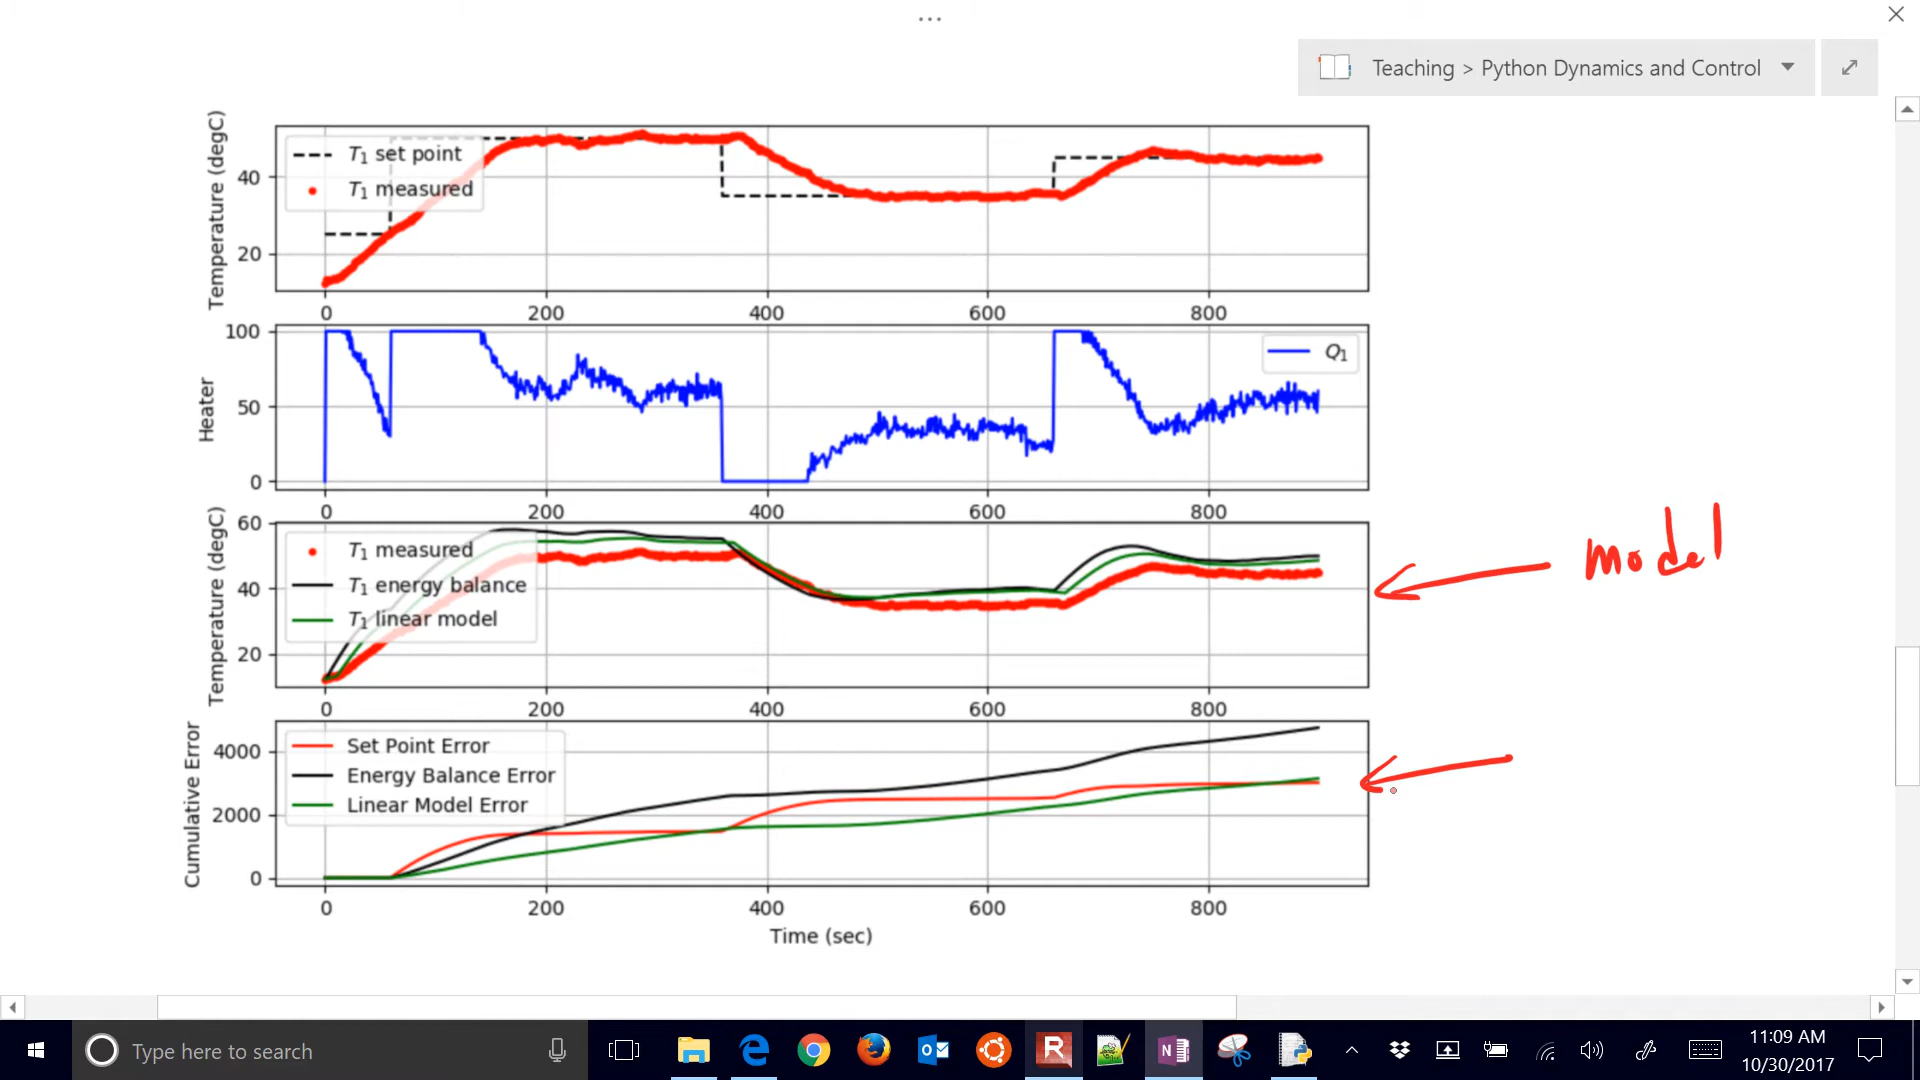 ...
Teaching > Python Dynamics and Control
Temperature (degC)
40
20
T1 set point
T1 measured
0 200 400 600 800
Heater
100
50
0
Q1
0 200 400 600 800
Temperature (degC)
60
40
20
T1 measured
T1 energy balance
T1 linear model
model
0 200 400 600 800
Cumulative Error
4000
2000
0
Set Point Error
Energy Balance Error
Linear Model Error
0 200 400 600 800
Time (sec)
Type here to search
11:09 AM
10/30/2017